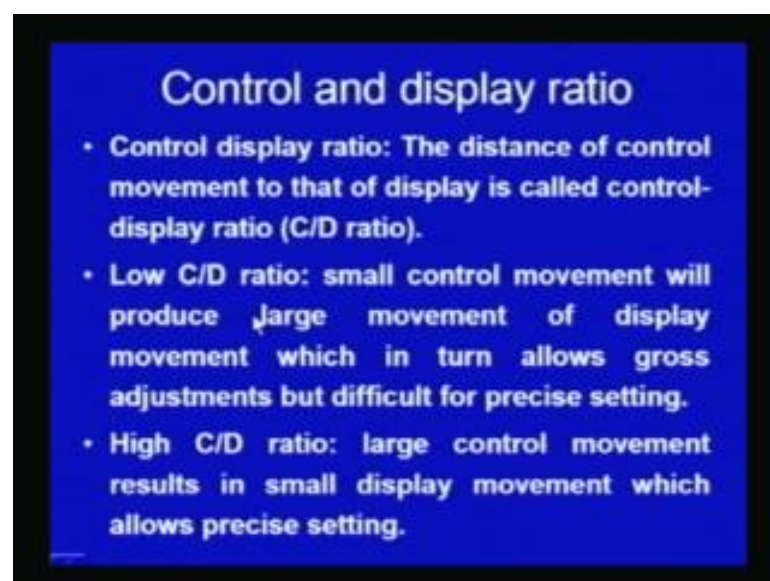 Control and display ratio
• Control display ratio: The distance of control
movement to that of display is called control-
display ratio (C/D ratio).
• Low C/D ratio: small control movement will
produce large movement of display
movement which in turn allows gross
adjustments but difficult for precise setting.
• High C/D ratio: large control movement
results in small display movement which
allows precise setting.